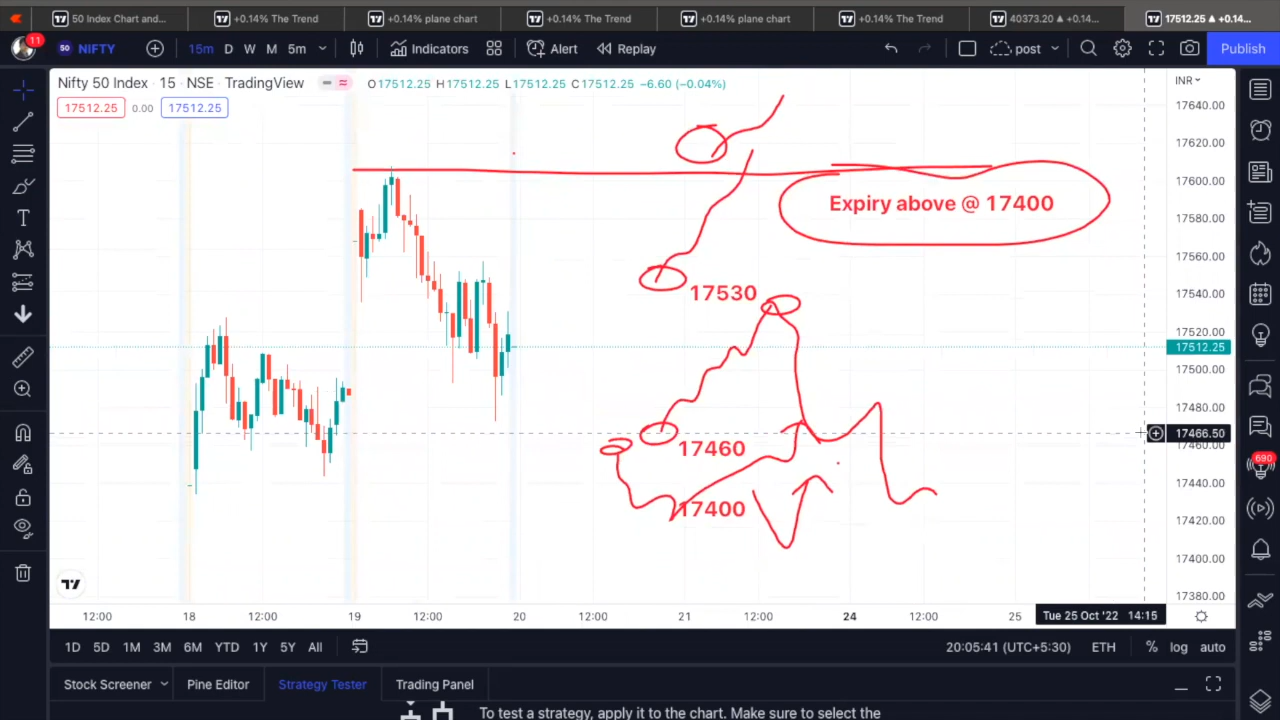 50 Index Chart and...
+0.14% The Trend
+0.14% plane chart
+0.14% The Trend
+0.14% plane chart
+0.14% The Trend
40373.20 ▲ +0.14...
17512.25 ▲ +0.14...
11
50 NIFTY
15m D W M 5m
Indicators
Alert
Replay
post
Publish
Nifty 50 Index · 15 · NSE · TradingView
O17512.25 H17512.25 L17512.25 C17512.25 −6.60 (−0.04%)
INR
17512.25 0.00 17512.25
17640.00
17620.00
17600.00
17580.00
17560.00
17540.00
17520.00
17512.25
17500.00
17480.00
17466.50
17460.00
17440.00
17420.00
17400.00
17380.00
Expiry above @ 17400
17530
17460
17400
690
12:00 18 12:00 19 12:00 20 12:00 21 12:00 24 12:00 25
Tue 25 Oct '22 14:15
1D 5D 1M 3M 6M YTD 1Y 5Y All
20:05:41 (UTC+5:30) ETH % log auto
Stock Screener Pine Editor Strategy Tester Trading Panel
To test a strategy, apply it to the chart. Make sure to select the